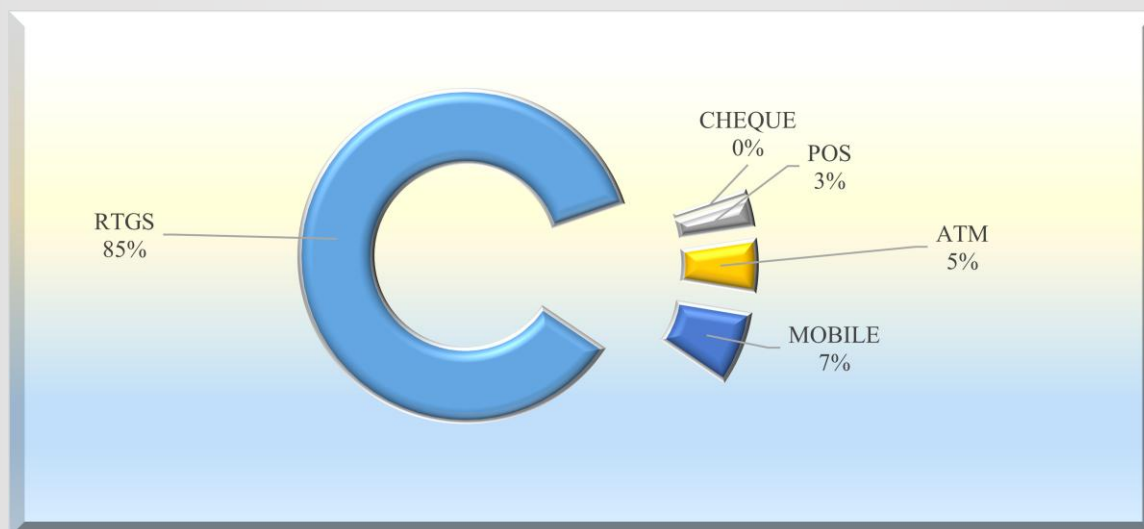 CHEQUE
0%
POS
3%
RTGS
85%
ATM
5%
MOBILE
7%